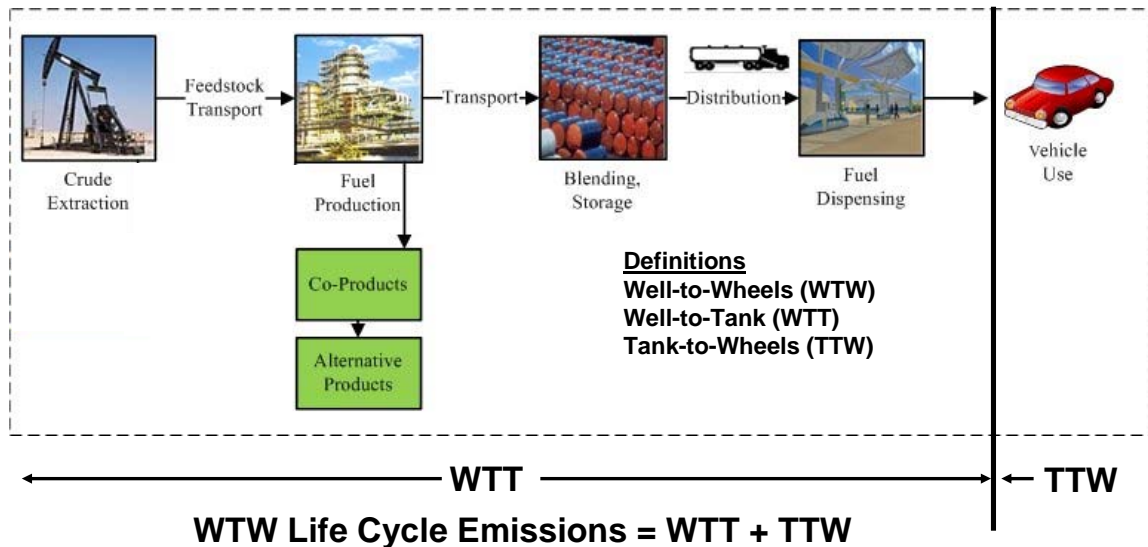 Feedstock
Transport
Transport
Distribution
Crude
Extraction
Fuel
Production
Blending,
Storage
Fuel
Dispensing
Vehicle
Use
Co-Products
Alternative
Products
Definitions
Well-to-Wheels (WTW)
Well-to-Tank (WTT)
Tank-to-Wheels (TTW)
WTT
TTW
WTW Life Cycle Emissions = WTT + TTW